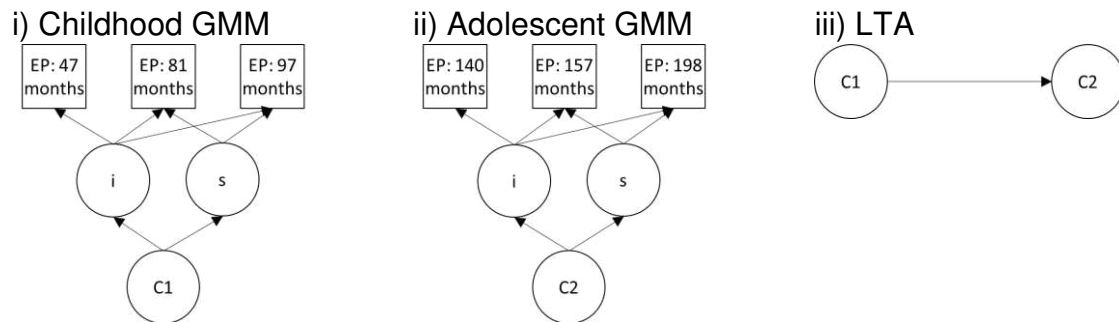 i) Childhood GMM
EP: 47
months
EP: 81
months
EP: 97
months
i
s
C1
ii) Adolescent GMM
EP: 140
months
EP: 157
months
EP: 198
months
i
s
C2
iii) LTA
C1
C2